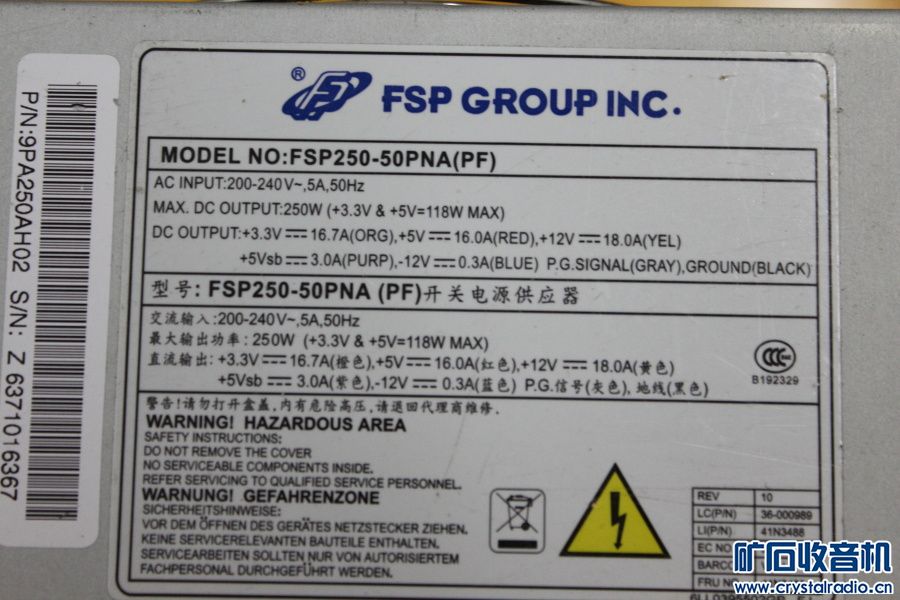 P/N:9PA250AH02 S/N: Z 6371016367
® FSP GROUP INC.
MODEL NO:FSP250-50PNA(PF)
AC INPUT:200-240V~,5A,50Hz
MAX. DC OUTPUT:250W (+3.3V & +5V=118W MAX)
DC OUTPUT:+3.3V ⎓ 16.7A(ORG),+5V ⎓ 16.0A(RED),+12V ⎓ 18.0A(YEL)
+5Vsb ⎓ 3.0A(PURP),-12V ⎓ 0.3A(BLUE) P.G.SIGNAL(GRAY),GROUND(BLACK)
型号: FSP250-50PNA (PF)开关电源供应器
交流输入:200-240V~,5A,50Hz
最大输出功率: 250W (+3.3V & +5V=118W MAX)
直流输出: +3.3V ⎓ 16.7A(橙色),+5V ⎓ 16.0A(红色),+12V ⎓ 18.0A(黄色)
+5Vsb ⎓ 3.0A(紫色),-12V ⎓ 0.3A(蓝色) P.G.信号(灰色), 地线(黑色)
CCC
B192329
警告!请勿打开盒盖,内有危险高压,请退回代理商维修.
WARNING! HAZARDOUS AREA
SAFETY INSTRUCTIONS:
DO NOT REMOVE THE COVER
NO SERVICEABLE COMPONENTS INSIDE.
REFER SERVICING TO QUALIFIED SERVICE PERSONNEL.
WARNUNG! GEFAHRENZONE
SICHERHEITSHINWEISE:
VOR DEM ÖFFNEN DES GERÄTES NETZSTECKER ZIEHEN.
KEINE SERVICERELEVANTEN BAUTEILE ENTHALTEN.
SERVICEARBEITEN SOLLTEN NUR VON AUTORISIERTEM
FACHPERSONAL DURCHGEFÜHRT WERDEN.
REV 10
LC(P/N) 36-000989
LI(P/N) 41N3488
EC NO
BARCO
FRU NO
矿石收音机
www.crystalradio.cn